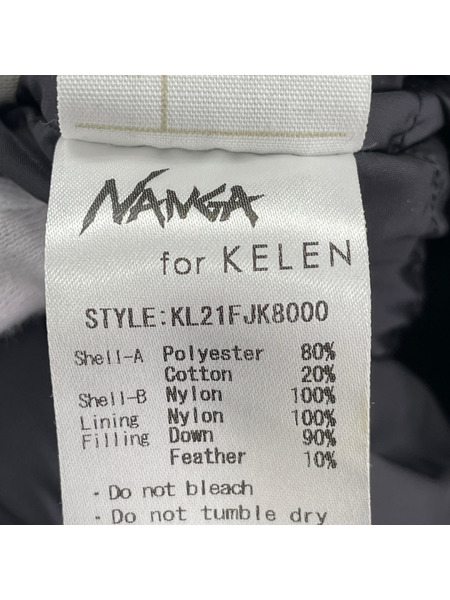 NANGA
for KELEN
STYLE:KL21FJK8000
Shell-A Polyester 80%
Cotton 20%
Shell-B Nylon 100%
Lining Nylon 100%
Filling Down 90%
Feather 10%
· Do not bleach
· Do not tumble dry